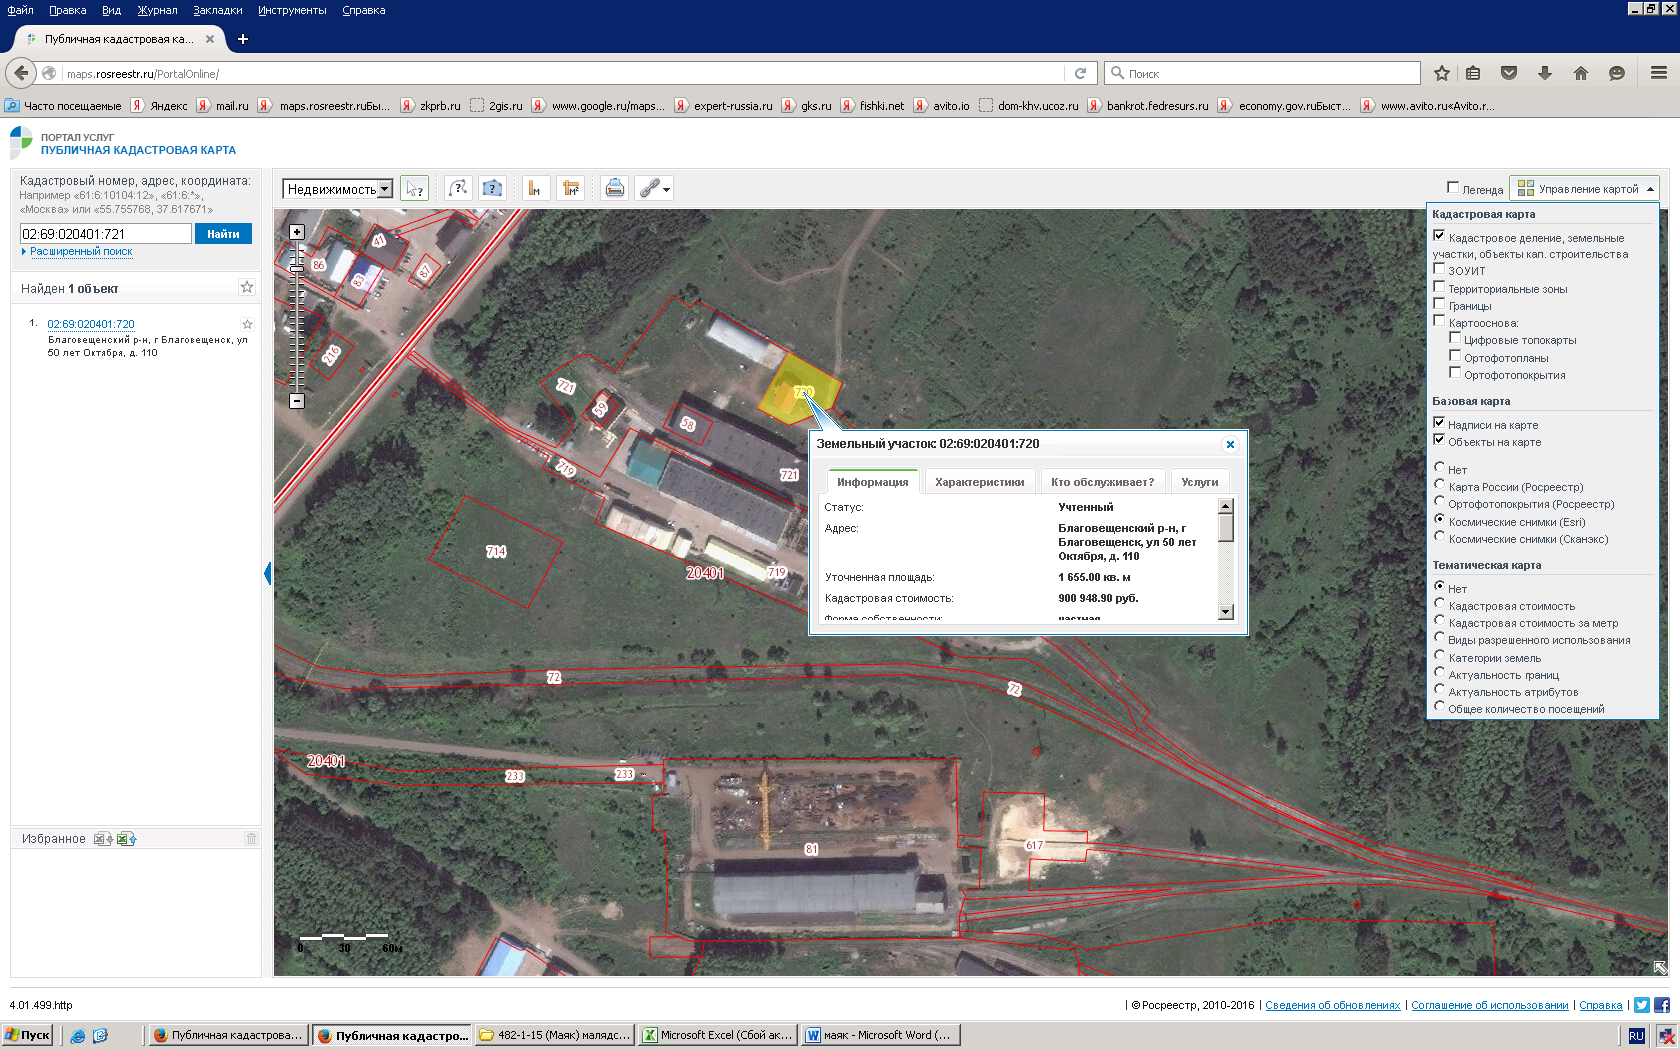 Файл Правка Вид Журнал Закладки Инструменты Справка
Публичная кадастровая ка...
maps.rosreestr.ru/PortalOnline/
Поиск
Часто посещаемые Яндекс mail.ru maps.rosreestr.ruБы... zkprb.ru 2gis.ru www.google.ru/maps... expert-russia.ru gks.ru fishki.net avito.io dom-khv.ucoz.ru bankrot.fedresurs.ru economy.gov.ruБыст... www.avito.ru«Avito.r...
ПОРТАЛ УСЛУГ
ПУБЛИЧНАЯ КАДАСТРОВАЯ КАРТА
Кадастровый номер, адрес, координата:
Например «61:6:10104:12», «61:6:*»,
«Москва» или «55.755768, 37.617671»
02:69:020401:721
Найти
Расширенный поиск
Найден 1 объект
1. 02:69:020401:720
Благовещенский р-н, г Благовещенск, ул
50 лет Октября, д. 110
Избранное
Недвижимость
Легенда
Управление картой
Кадастровая карта
Кадастровое деление, земельные
участки, объекты кап. строительства
ЗОУИТ
Территориальные зоны
Границы
Картооснова:
Цифровые топокарты
Ортофотопланы
Ортофотопокрытия
Базовая карта
Надписи на карте
Объекты на карте
Нет
Карта России (Росреестр)
Ортофотопокрытия (Росреестр)
Космические снимки (Esri)
Космические снимки (Сканэкс)
Тематическая карта
Нет
Кадастровая стоимость
Кадастровая стоимость за метр
Виды разрешенного использования
Категории земель
Актуальность границ
Актуальность атрибутов
Общее количество посещений
41
86
83
87
216
721
59
58
720
721
719
714
20401
719
72
72
20401
233
233
81
617
0 30 60м
Земельный участок: 02:69:020401:720
Информация Характеристики Кто обслуживает? Услуги
Статус: Учтенный
Адрес: Благовещенский р-н, г
Благовещенск, ул 50 лет
Октября, д. 110
Уточненная площадь: 1 655.00 кв. м
Кадастровая стоимость: 900 948.90 руб.
Форма собственности: частная
4.01.499.http
| © Росреестр, 2010-2016 | Сведения об обновлениях | Соглашение об использовании | Справка |
Пуск
Публичная кадастрова...
Публичная кадастро...
482-1-15 (Маяк) малядс...
Microsoft Excel (Сбой ак...
маяк - Microsoft Word (...
RU